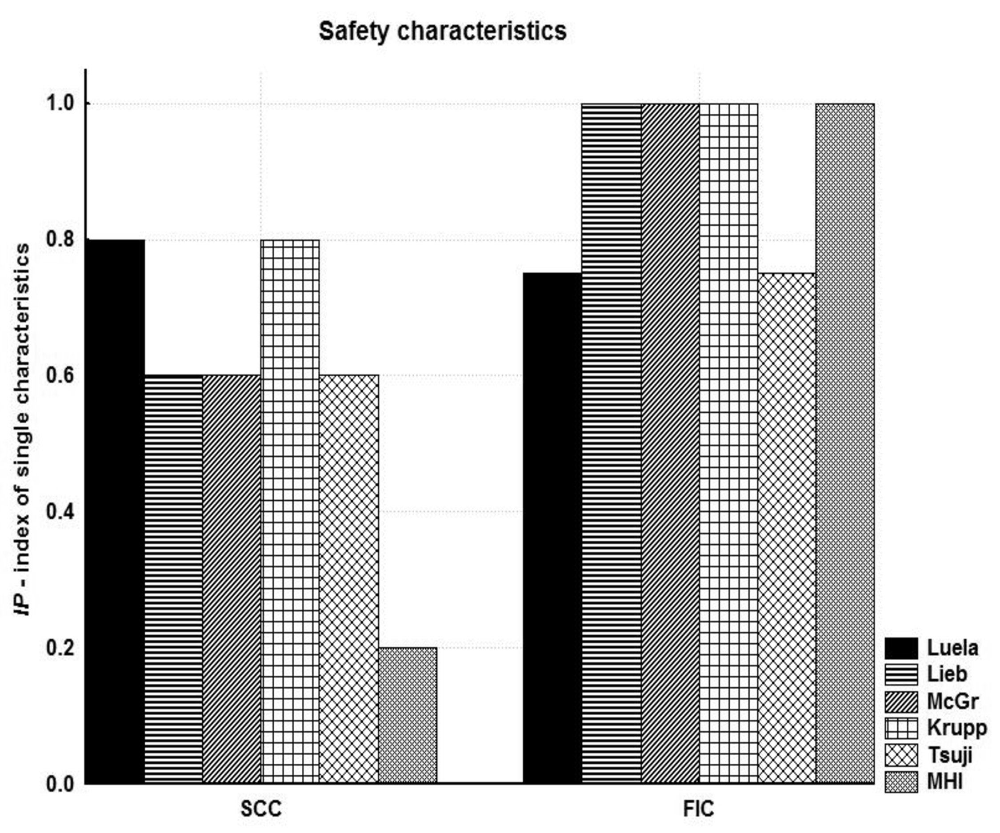 Safety characteristics
IP - index of single characteristics
1.0
0.8
0.6
0.4
0.2
0.0
SCC
FIC
Luela
Lieb
McGr
Krupp
Tsuji
MHI